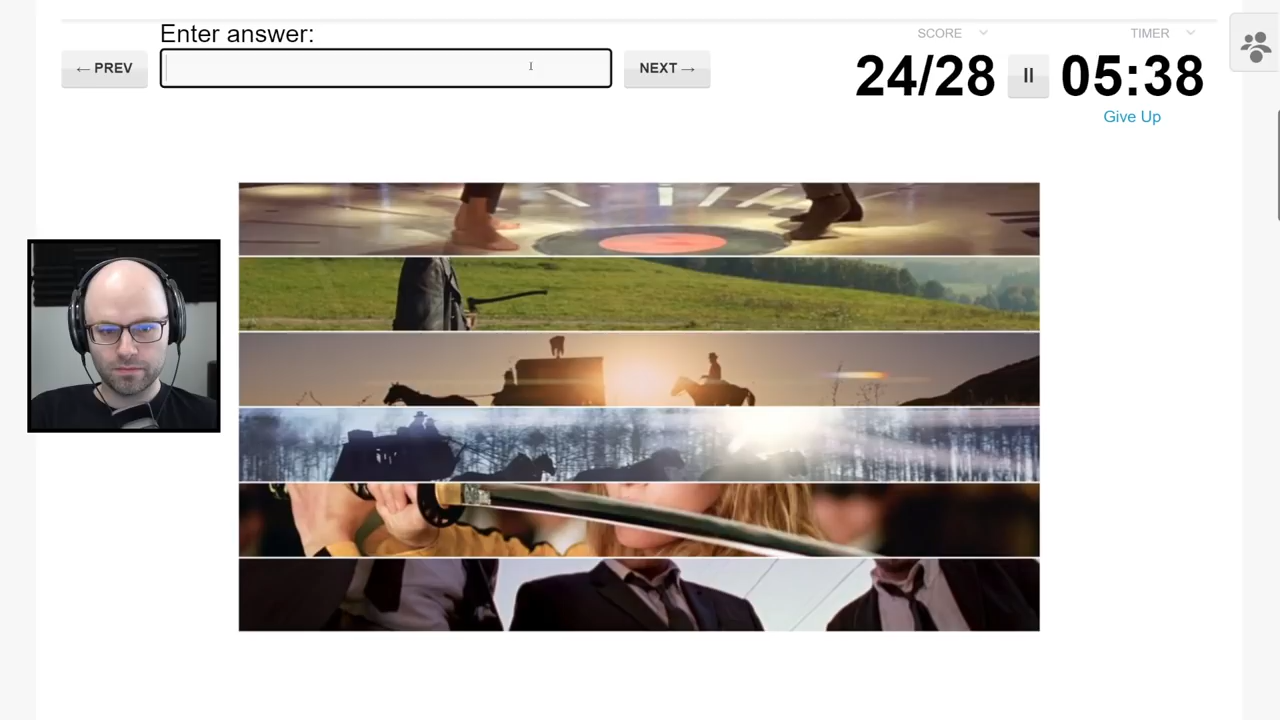 Enter answer:
← PREV
NEXT →
SCORE
24/28
TIMER
05:38
Give Up